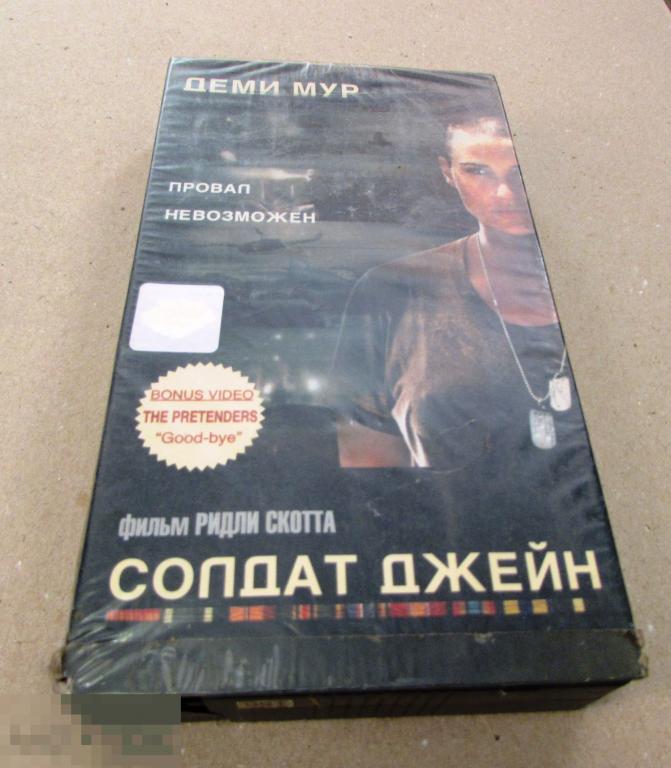 ДЕМИ МУР
ПРОВАЛ
НЕВОЗМОЖЕН
BONUS VIDEO
THE PRETENDERS
"Good-bye"
фильм РИДЛИ СКОТТА
СОЛДАТ ДЖЕЙН